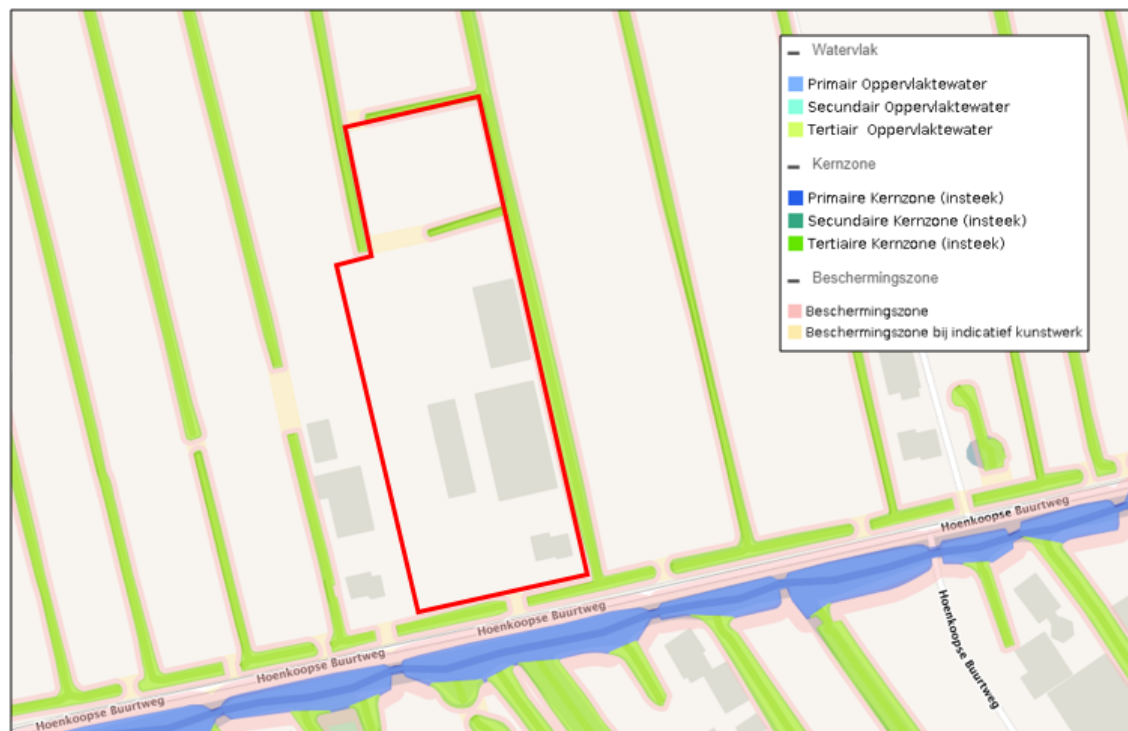 Watervlak
Primair Oppervlaktewater
Secundair Oppervlaktewater
Tertiair Oppervlaktewater
Kernzone
Primaire Kernzone (insteek)
Secundaire Kernzone (insteek)
Tertiaire Kernzone (insteek)
Beschermingszone
Beschermingszone
Beschermingszone bij indicatief kunstwerk
Hoenkoopse Buurtweg
Hoenkoopse Buurtweg
Hoenkoopse Buurtweg
Hoenkoopse Buurtweg
Hoenkoopse Buurtweg